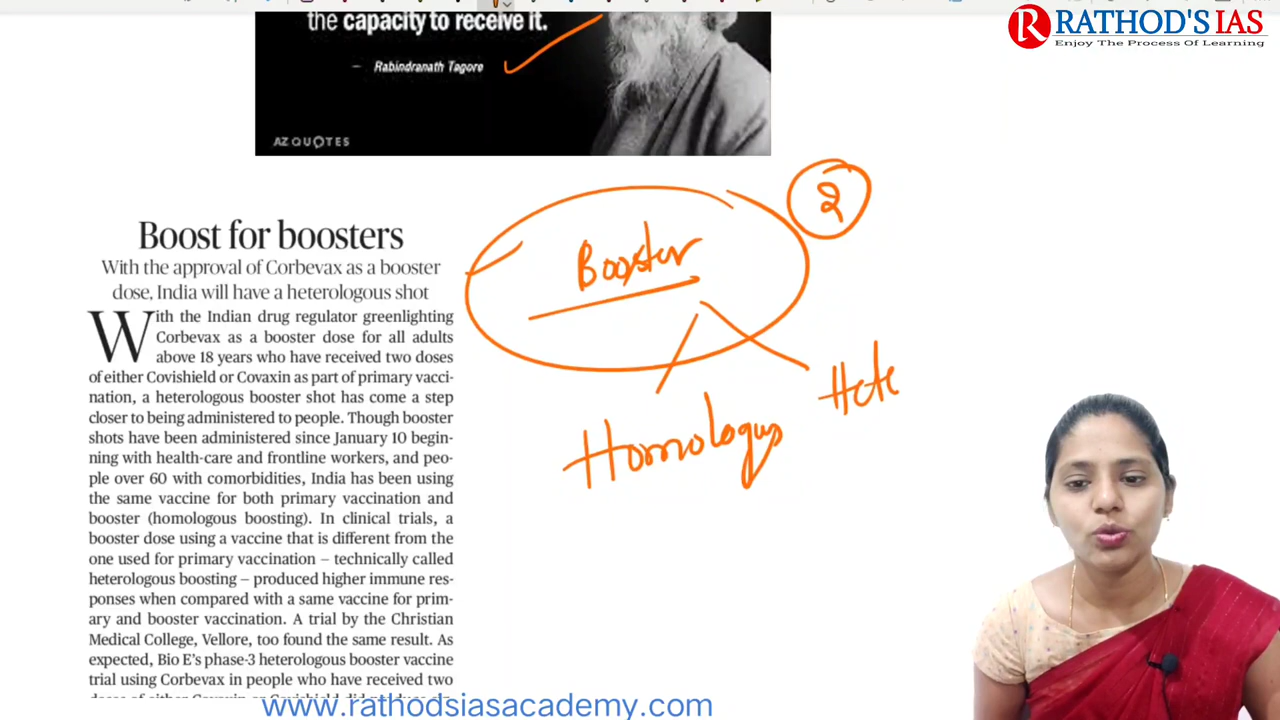 the capacity to receive it.
— Rabindranath Tagore
AZ QUOTES
RATHOD'S IAS
Enjoy The Process Of Learning
2
Booster
Homologus
Hete
Boost for boosters
With the approval of Corbevax as a booster
dose, India will have a heterologous shot
With the Indian drug regulator greenlighting
Corbevax as a booster dose for all adults
above 18 years who have received two doses
of either Covishield or Covaxin as part of primary vacci-
nation, a heterologous booster shot has come a step
closer to being administered to people. Though booster
shots have been administered since January 10 begin-
ning with health-care and frontline workers, and peo-
ple over 60 with comorbidities, India has been using
the same vaccine for both primary vaccination and
booster (homologous boosting). In clinical trials, a
booster dose using a vaccine that is different from the
one used for primary vaccination – technically called
heterologous boosting – produced higher immune res-
ponses when compared with a same vaccine for prim-
ary and booster vaccination. A trial by the Christian
Medical College, Vellore, too found the same result. As
expected, Bio E's phase-3 heterologous booster vaccine
trial using Corbevax in people who have received two
www.rathodsiasacademy.com